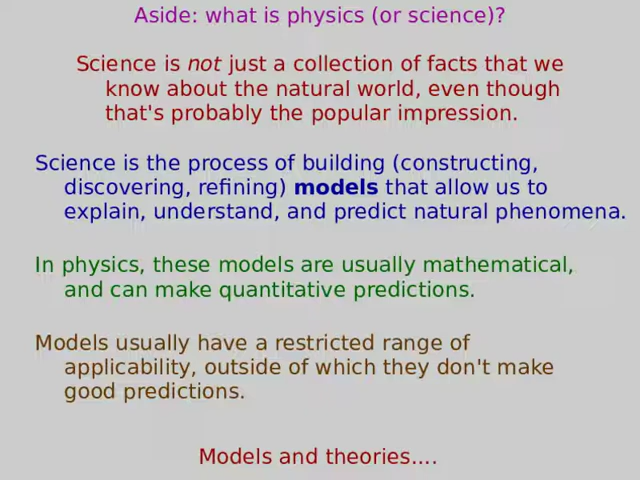 Aside: what is physics (or science)?
Science is not just a collection of facts that we
know about the natural world, even though
that's probably the popular impression.
Science is the process of building (constructing,
discovering, refining) models that allow us to
explain, understand, and predict natural phenomena.
In physics, these models are usually mathematical,
and can make quantitative predictions.
Models usually have a restricted range of
applicability, outside of which they don't make
good predictions.
Models and theories....